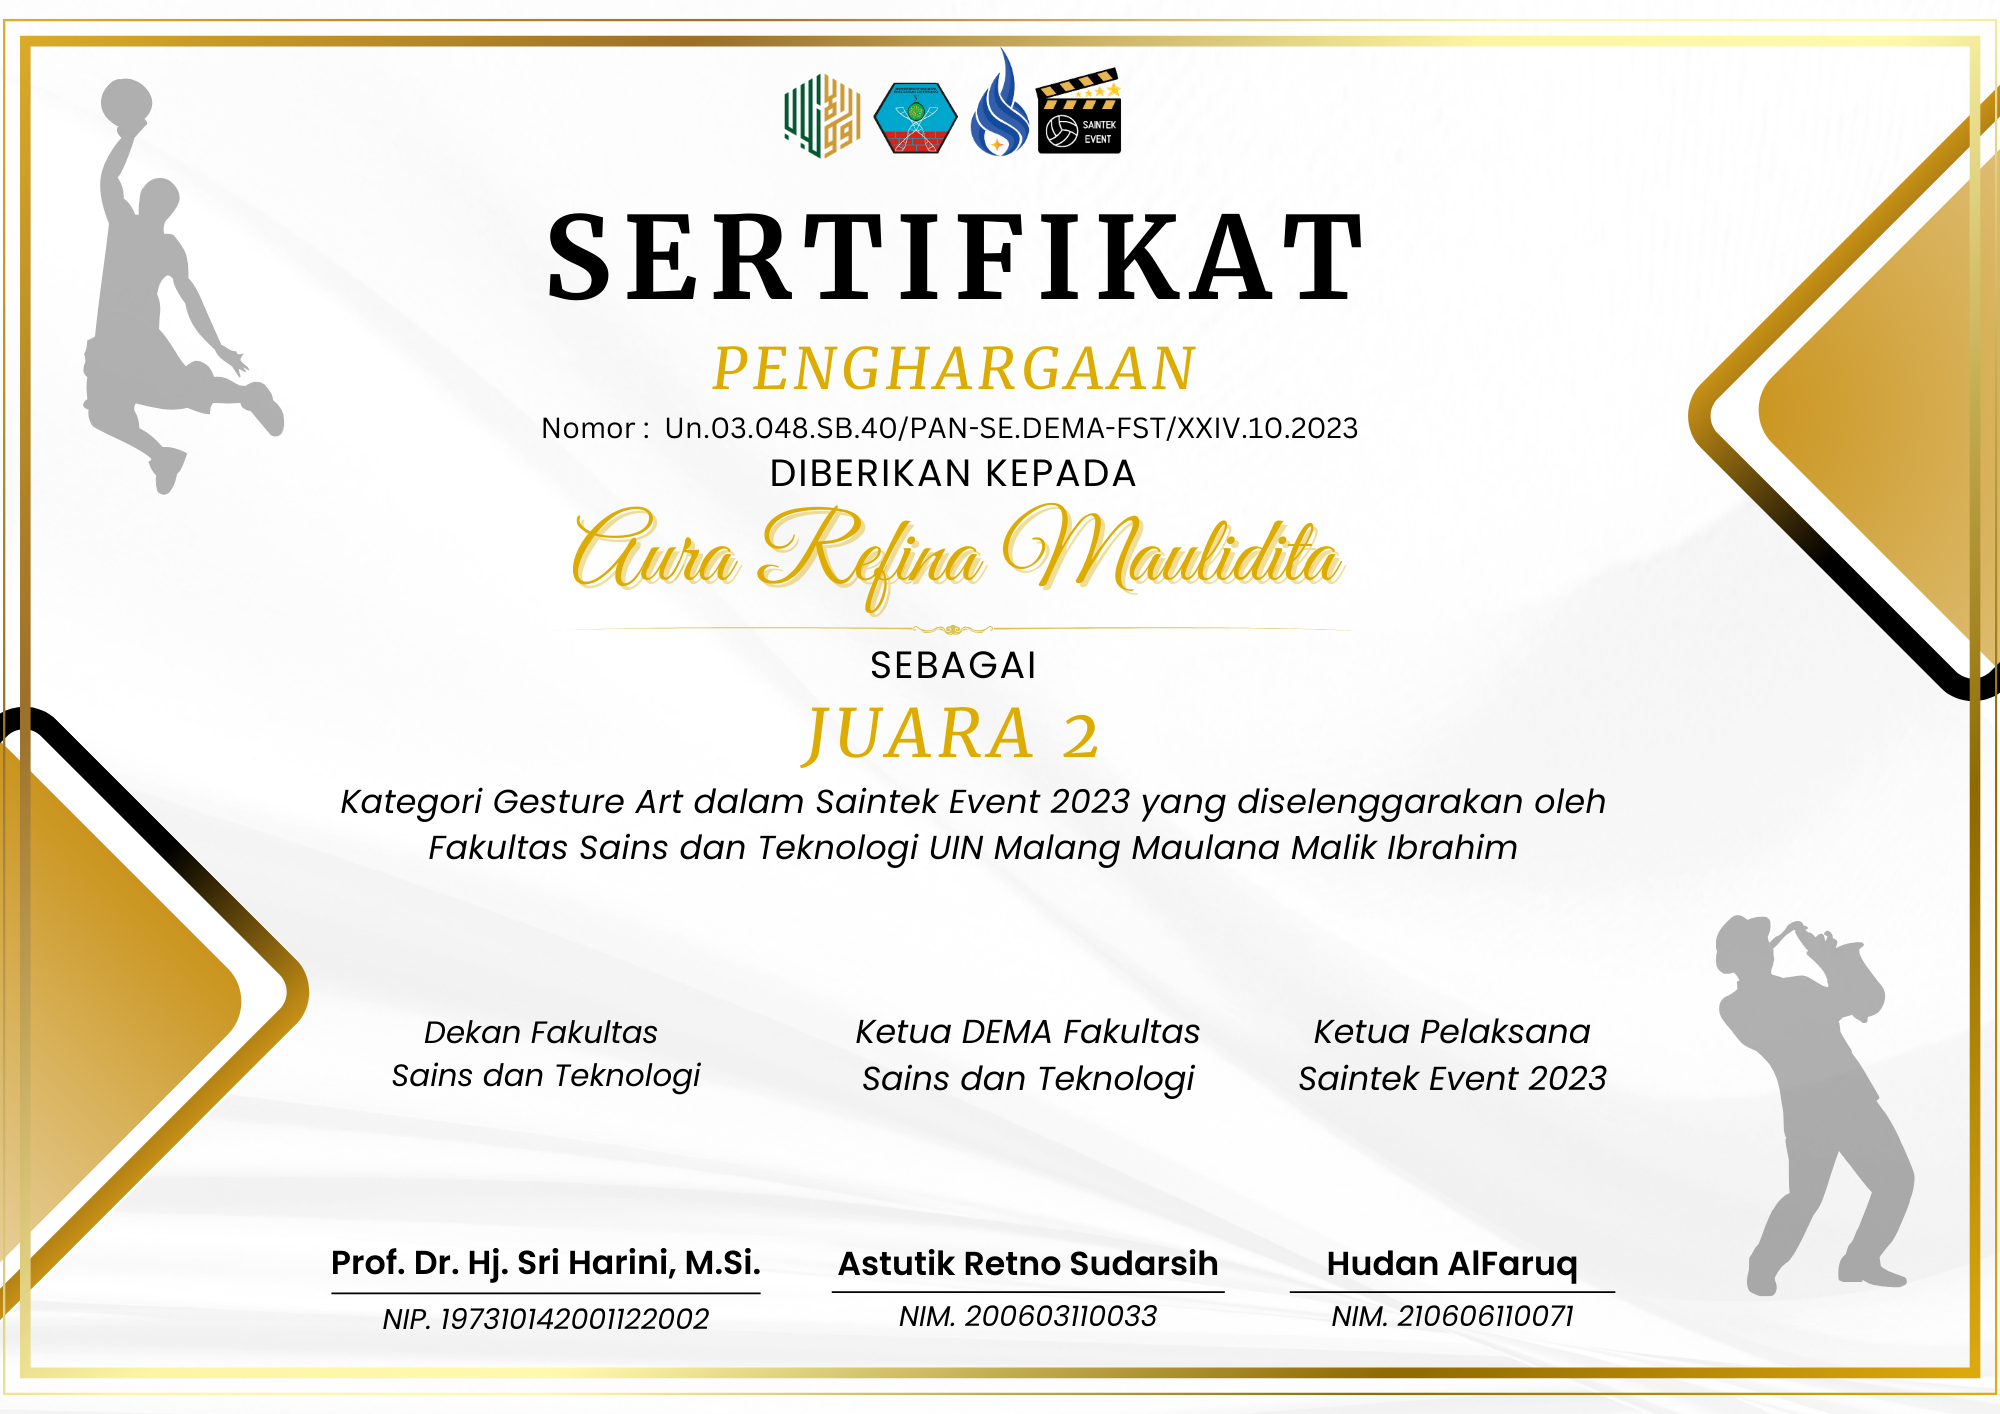 SAINTEK
EVENT
SERTIFIKAT
PENGHARGAAN
Nomor : Un.03.048.SB.40/PAN-SE.DEMA-FST/XXIV.10.2023
DIBERIKAN KEPADA
Aura Refina Maulidita
SEBAGAI
JUARA 2
Kategori Gesture Art dalam Saintek Event 2023 yang diselenggarakan oleh
Fakultas Sains dan Teknologi UIN Malang Maulana Malik Ibrahim
Dekan Fakultas
Sains dan Teknologi
Ketua DEMA Fakultas
Sains dan Teknologi
Ketua Pelaksana
Saintek Event 2023
Prof. Dr. Hj. Sri Harini, M.Si.
NIP. 197310142001122002
Astutik Retno Sudarsih
NIM. 200603110033
Hudan AlFaruq
NIM. 210606110071